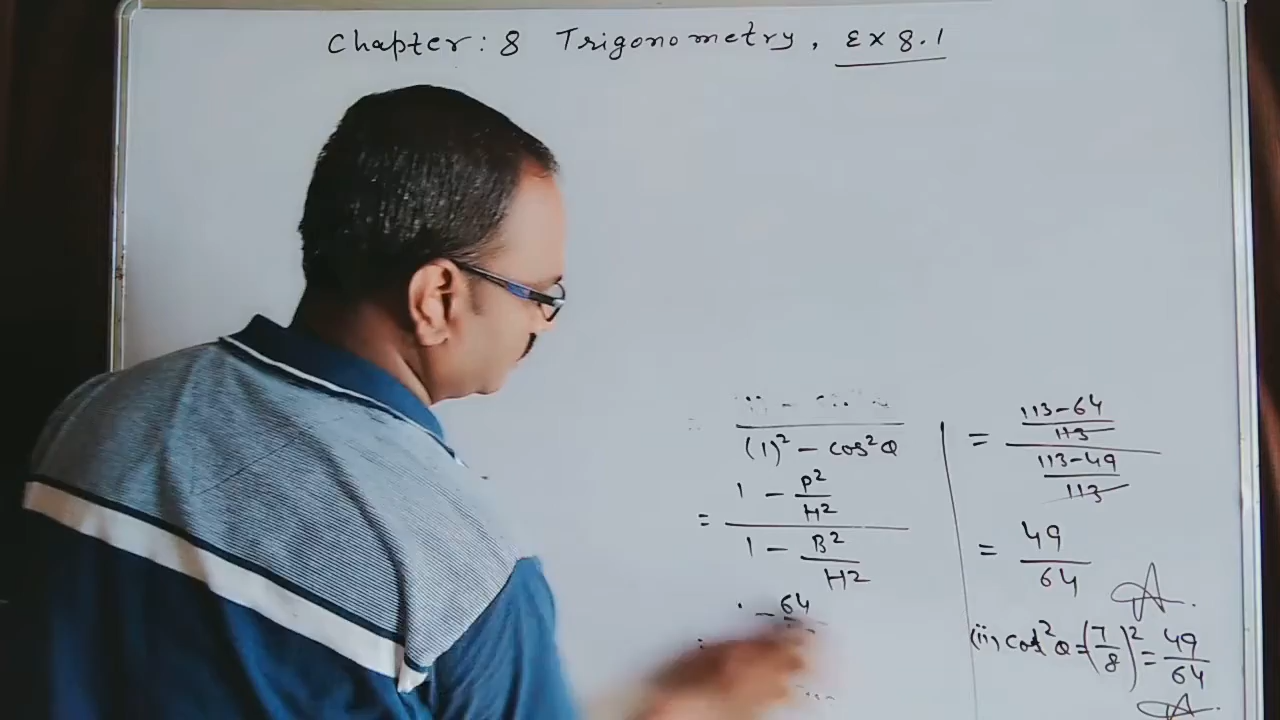 Chapter: 8 Trigonometry, Ex 8.1
(1)² - cos²θ
1 - P²/H²
=
1 - B²/H²
- 64
= 113-64
113
113-49
113
= 49/64
A.
(ii) cot²θ = (7/8)² = 49/64
A.